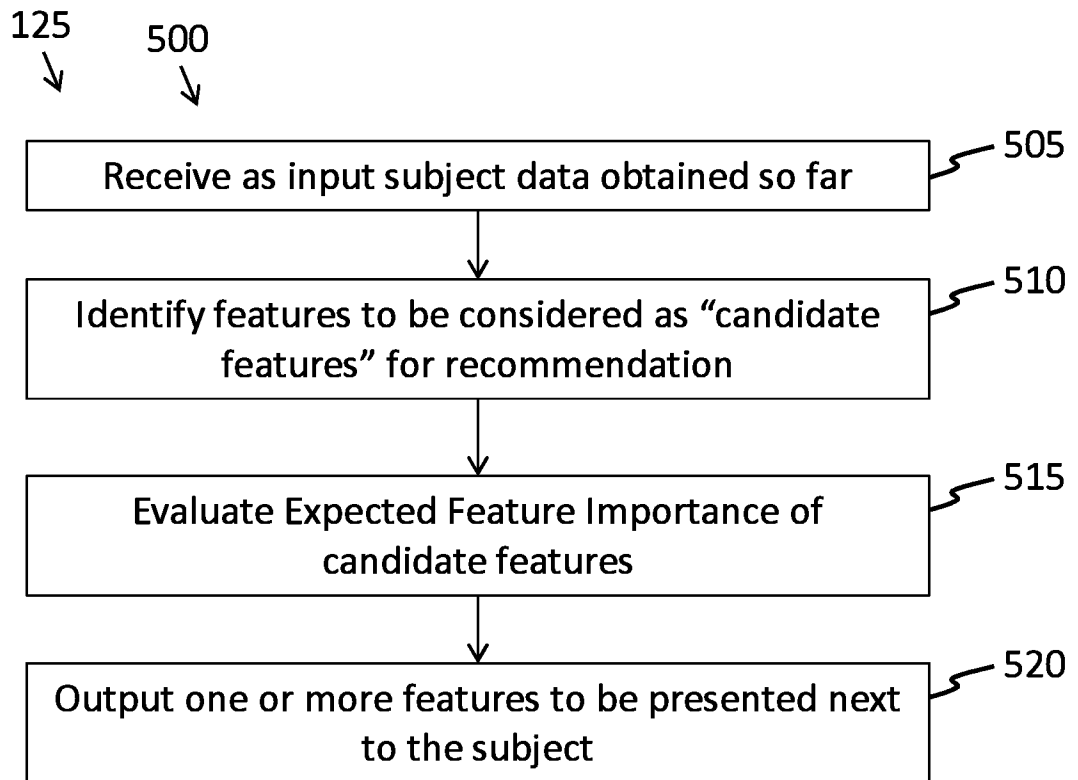 125
500
Receive as input subject data obtained so far
505
Identify features to be considered as “candidate
features” for recommendation
510
Evaluate Expected Feature Importance of
candidate features
515
Output one or more features to be presented next
to the subject
520